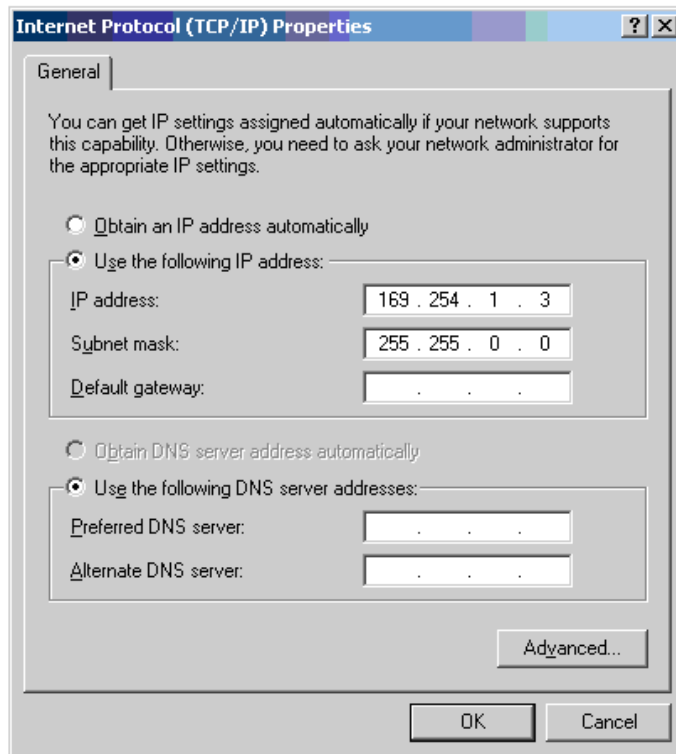 Internet Protocol (TCP/IP) Properties
General
You can get IP settings assigned automatically if your network supports
this capability. Otherwise, you need to ask your network administrator for
the appropriate IP settings.
Obtain an IP address automatically
Use the following IP address:
IP address: 169 . 254 . 1 . 3
Subnet mask: 255 . 255 . 0 . 0
Default gateway: . . .
Obtain DNS server address automatically
Use the following DNS server addresses:
Preferred DNS server: . . .
Alternate DNS server: . . .
Advanced...
OK Cancel